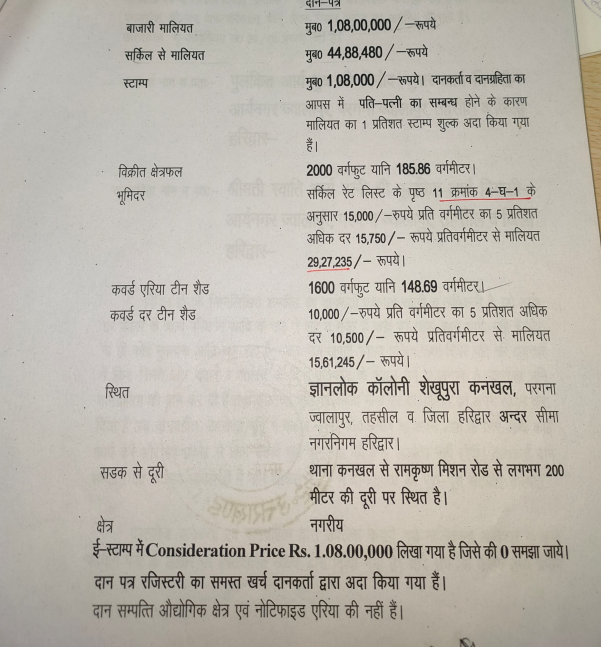 दान-पत्र
बाजारी मालियत मुब0 1,08,00,000/-रूपये
सर्किल से मालियत मुब0 44,88,480/-रूपये
स्टाम्प मुब0 1,08,000/-रूपये। दानकर्ता व दानग्रहिता का
आपस में पति-पत्नी का सम्बन्ध होने के कारण
मालियत का 1 प्रतिशत स्टाम्प शुल्क अदा किया गया
हैं।
विक्रीत क्षेत्रफल 2000 वर्गफुट यानि 185.86 वर्गमीटर।
भूमिदर सर्किल रेट लिस्ट के पृष्ठ 11 क्रमांक 4-घ-1 के
अनुसार 15,000/-रुपये प्रति वर्गमीटर का 5 प्रतिशत
अधिक दर 15,750/- रूपये प्रतिवर्गमीटर से मालियत
29,27,235/- रूपये।
कवर्ड एरिया टीन शैड 1600 वर्गफुट यानि 148.69 वर्गमीटर।
कवर्ड दर टीन शैड 10,000/-रुपये प्रति वर्गमीटर का 5 प्रतिशत अधिक
दर 10,500/- रूपये प्रतिवर्गमीटर से मालियत
15,61,245/- रूपये।
स्थित ज्ञानलोक कॉलोनी शेखूपुरा कनखल, परगना
ज्वालापुर, तहसील व जिला हरिद्वार अन्दर सीमा
नगरनिगम हरिद्वार।
सडक से दूरी थाना कनखल से रामकृष्ण मिशन रोड से लगभग 200
मीटर की दूरी पर स्थित है।
क्षेत्र नगरीय
ई-स्टाम्प में Consideration Price Rs. 1.08.00,000 लिखा गया है जिसे की 0 समझा जाये।
दान पत्र रजिस्टरी का समस्त खर्च दानकर्ता द्वारा अदा किया गया हैं।
दान सम्पत्ति औद्योगिक क्षेत्र एवं नोटिफाइड एरिया की नहीं हैं।